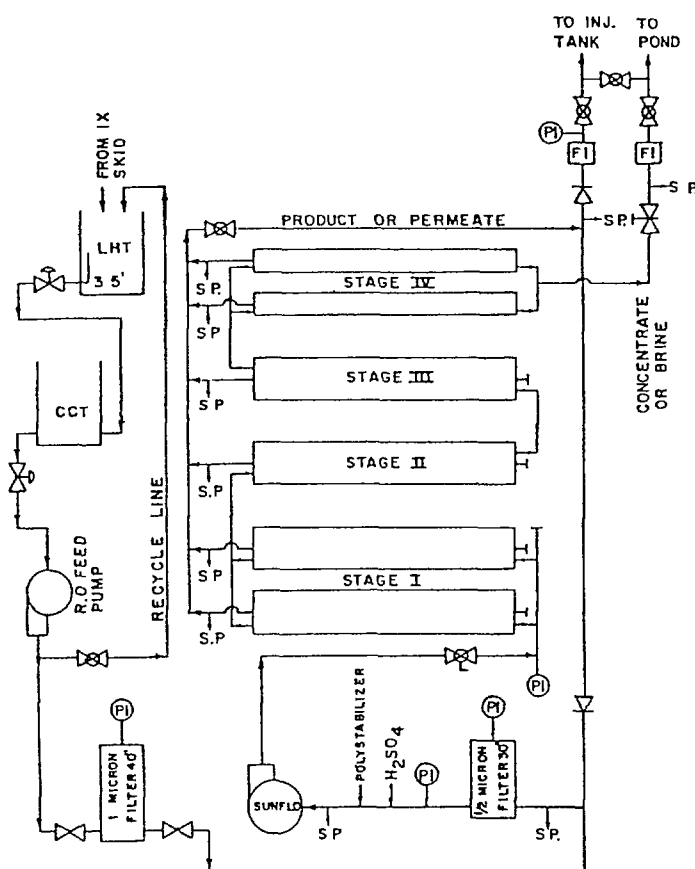 TO INJ.
TANK
TO
POND
PI
FI
FI
S P.
S P.
FROM IX
SKID
PRODUCT OR PERMEATE
LHT
3 5'
S P.
STAGE IV
S P.
CONCENTRATE
OR BRINE
STAGE III
S P
CCT
STAGE II
S.P
RECYCLE LINE
R.O FEED
PUMP
S P
STAGE I
S.P
PI
PI
1 MICRON
FILTER 40"
POLYSTABILIZER
H2SO4
PI
PI
1/2 MICRON
FILTER 30"
SUNFLO
S P
S P.